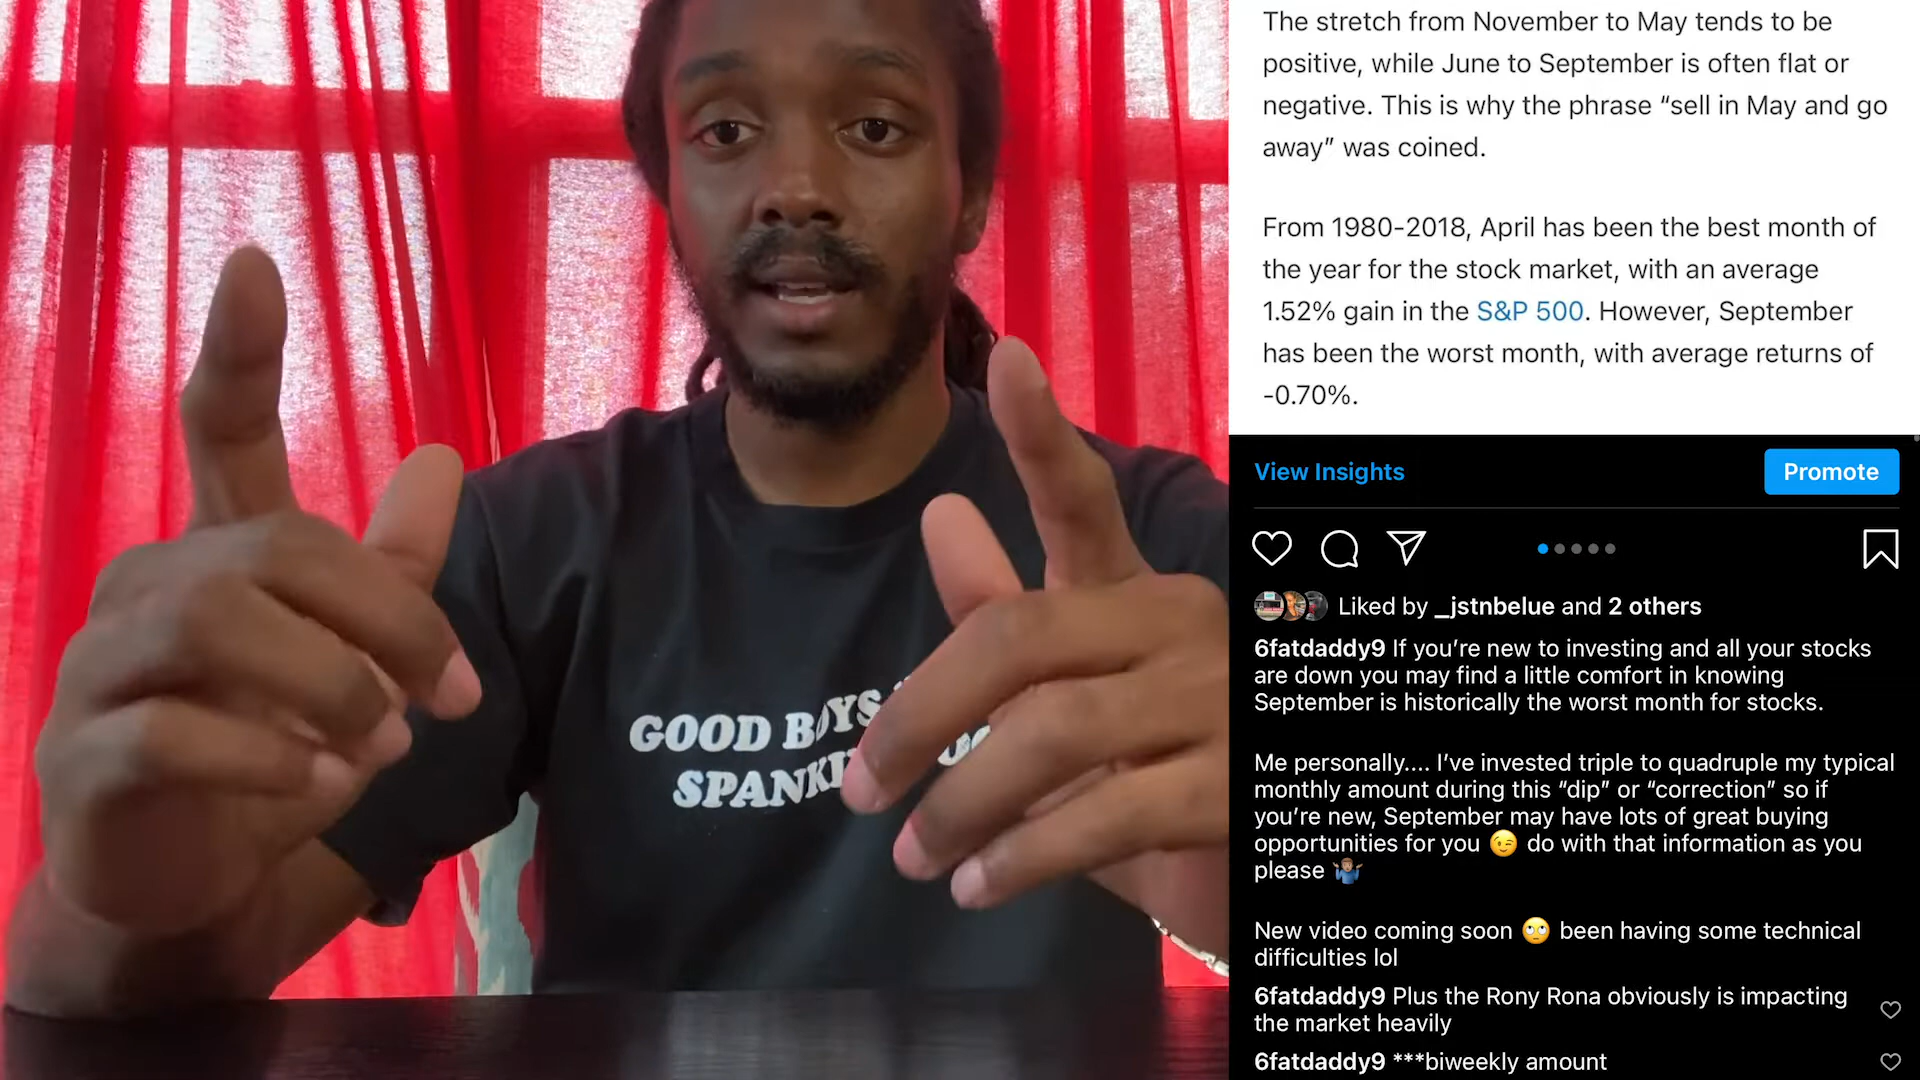 The stretch from November to May tends to be
positive, while June to September is often flat or
negative. This is why the phrase “sell in May and go
away” was coined.
From 1980-2018, April has been the best month of
the year for the stock market, with an average
1.52% gain in the S&P 500. However, September
has been the worst month, with average returns of
-0.70%.
View Insights
Promote
Liked by _jstnbelue and 2 others
6fatdaddy9 If you’re new to investing and all your stocks
are down you may find a little comfort in knowing
September is historically the worst month for stocks.
Me personally.... I’ve invested triple to quadruple my typical
monthly amount during this “dip” or “correction” so if
you’re new, September may have lots of great buying
opportunities for you 😉 do with that information as you
please 🤷🏽‍♂️
New video coming soon 🙄 been having some technical
difficulties lol
6fatdaddy9 Plus the Rony Rona obviously is impacting
the market heavily
6fatdaddy9 ***biweekly amount
GOOD BOYS